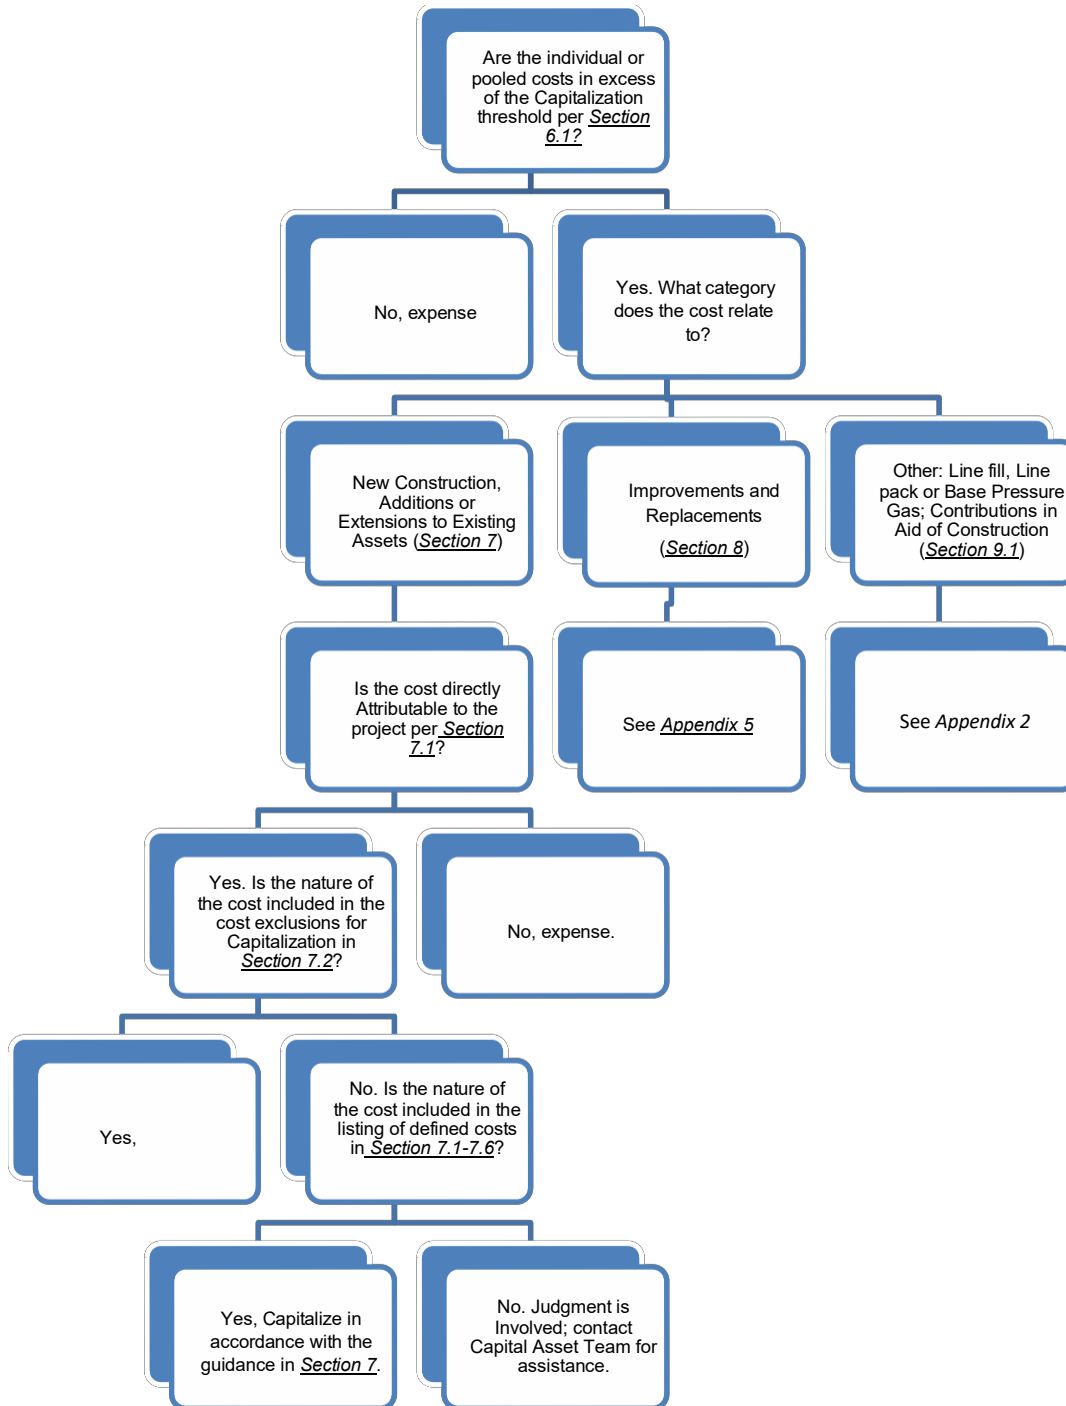 Are the individual or
pooled costs in excess
of the Capitalization
threshold per Section
6.1?
No, expense
Yes. What category
does the cost relate
to?
New Construction,
Additions or
Extensions to Existing
Assets (Section 7)
Improvements and
Replacements
(Section 8)
Other: Line fill, Line
pack or Base Pressure
Gas; Contributions in
Aid of Construction
(Section 9.1)
Is the cost directly
Attributable to the
project per Section
7.1?
See Appendix 5
See Appendix 2
Yes. Is the nature of
the cost included in the
cost exclusions for
Capitalization in
Section 7.2?
No, expense.
Yes,
No. Is the nature of
the cost included in the
listing of defined costs
in Section 7.1-7.6?
Yes, Capitalize in
accordance with the
guidance in Section 7.
No. Judgment is
Involved; contact
Capital Asset Team for
assistance.